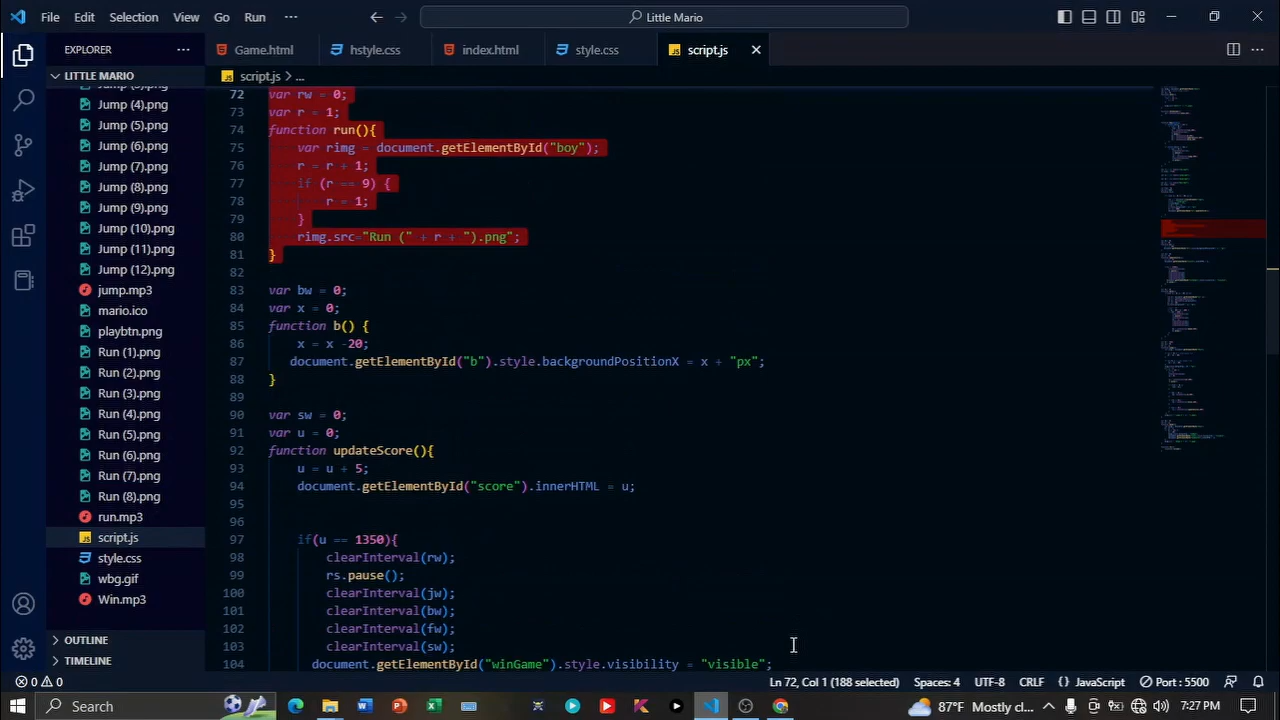 File Edit Selection View Go Run ··· Little Mario
EXPLORER ···
Game.html hstyle.css index.html style.css script.js
LITTLE MARIO
script.js > ...
Jump (4).png
Jump (5).png
Jump (6).png
Jump (7).png
Jump (8).png
Jump (9).png
Jump (10).png
Jump (11).png
Jump (12).png
jump.mp3
mario.co
playbtn.png
Run (1).png
Run (2).png
Run (3).png
Run (4).png
Run (5).png
Run (6).png
Run (7).png
Run (8).png
run.mp3
script.js
style.css
wbg.gif
Win.mp3
OUTLINE
TIMELINE
72 var rw = 0;
73 var r = 1;
74 function run(){
75 var rimg = document.getElementById("boy");
76 r = r + 1;
77 if (r == 9) {
78 r = 1;
79 }
80 rimg.src="Run (" + r + ").png";
81 }
82
83 var bw = 0;
84 var x = 0;
85 function b() {
86 x = x -20;
87 document.getElementById("b").style.backgroundPositionX = x + "px";
88 }
89
90 var sw = 0;
91 var u = 0;
92 function updateScore(){
93 u = u + 5;
94 document.getElementById("score").innerHTML = u;
95
96
97 if(u == 1350){
98 clearInterval(rw);
99 rs.pause();
100 clearInterval(jw);
101 clearInterval(bw);
102 clearInterval(fw);
103 clearInterval(sw);
104 document.getElementById("winGame").style.visibility = "visible";
0 0 Ln 72, Col 1 (188 selected) Spaces: 4 UTF-8 CRLF {} JavaScript Port : 5500
Search 87°F Mostly cl... 7:27 PM